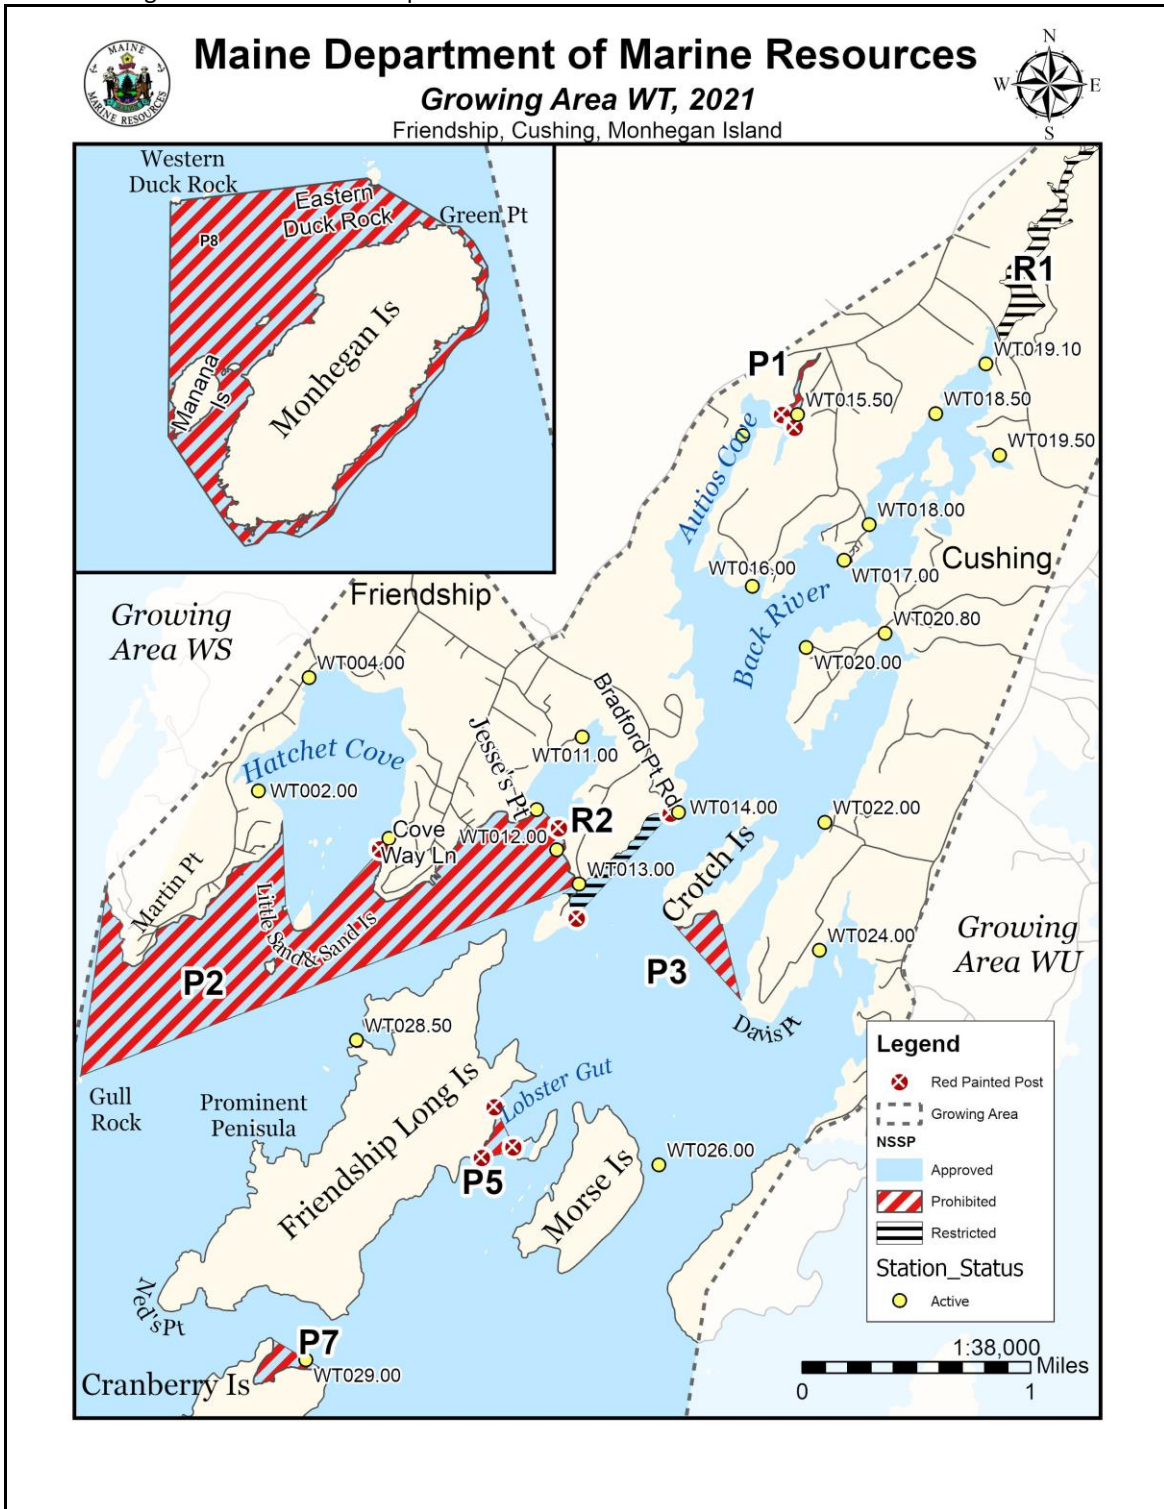 Maine Department of Marine Resources
Growing Area WT, 2021
Friendship, Cushing, Monhegan Island
MAINE
MARINE RESOURCES
N
W
E
S
Western
Duck Rock
Eastern
Duck Rock
Green Pt
P8
Monhegan Is
Manana
Is
R1
WT019.10
P1
WT015.50
WT018.50
WT019.50
Autios Cove
WT018.00
Cushing
WT016.00
WT017.00
Back River
WT020.80
WT020.00
Friendship
Growing
Area WS
WT004.00
Hatchet Cove
WT002.00
Jesse's Pt
WT011.00
Bradford Pt Rd
WT014.00
WT022.00
Cove
Way Ln
WT012.00
R2
WT013.00
Crotch Is
Martin Pt
Little Sand & Sand Is
P2
P3
WT024.00
Growing
Area WU
Davis Pt
WT028.50
Gull
Rock
Prominent
Penisula
Friendship Long Is
Lobster Gut
P5
Morse Is
WT026.00
Ned's Pt
P7
WT029.00
Cranberry Is
Legend
Red Painted Post
Growing Area
NSSP
Approved
Prohibited
Restricted
Station_Status
Active
1:38,000
Miles
0
1